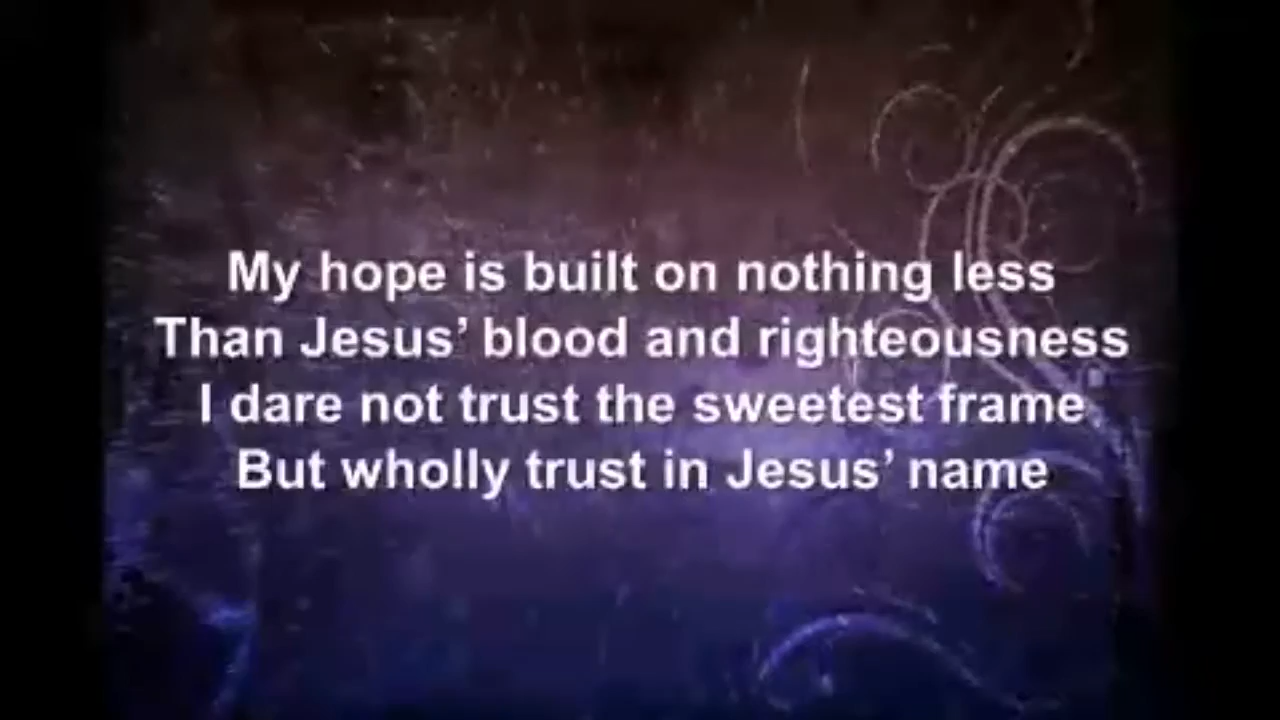 My hope is built on nothing less
Than Jesus’ blood and righteousness
I dare not trust the sweetest frame
But wholly trust in Jesus’ name